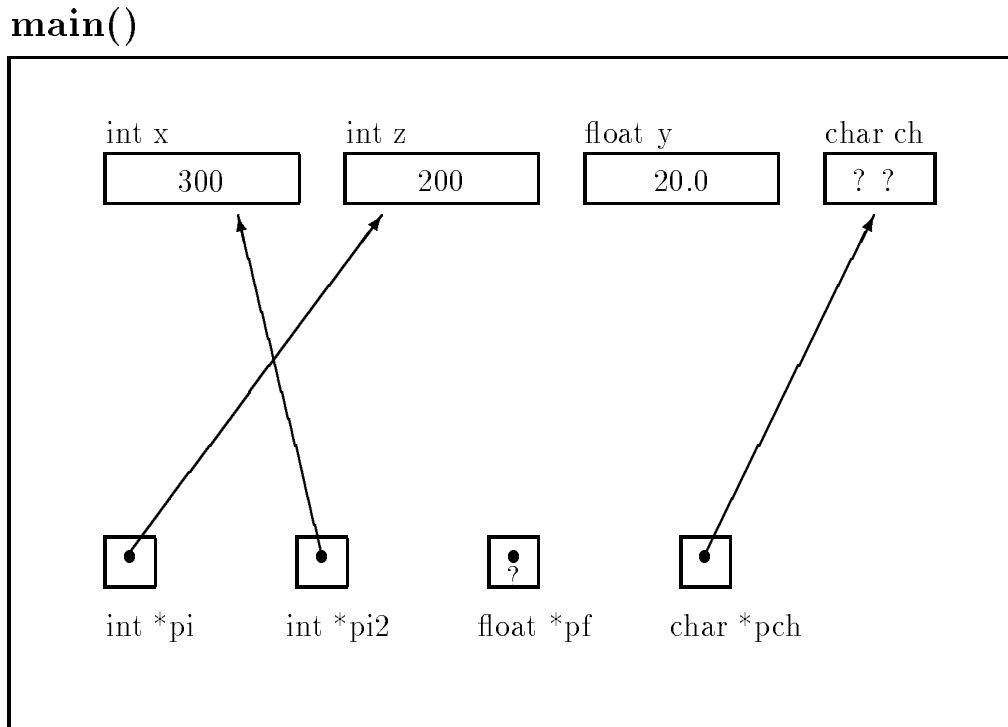 main()
int x int z float y char ch
300 200 20.0 ? ?
?
int *pi int *pi2 float *pf char *pch